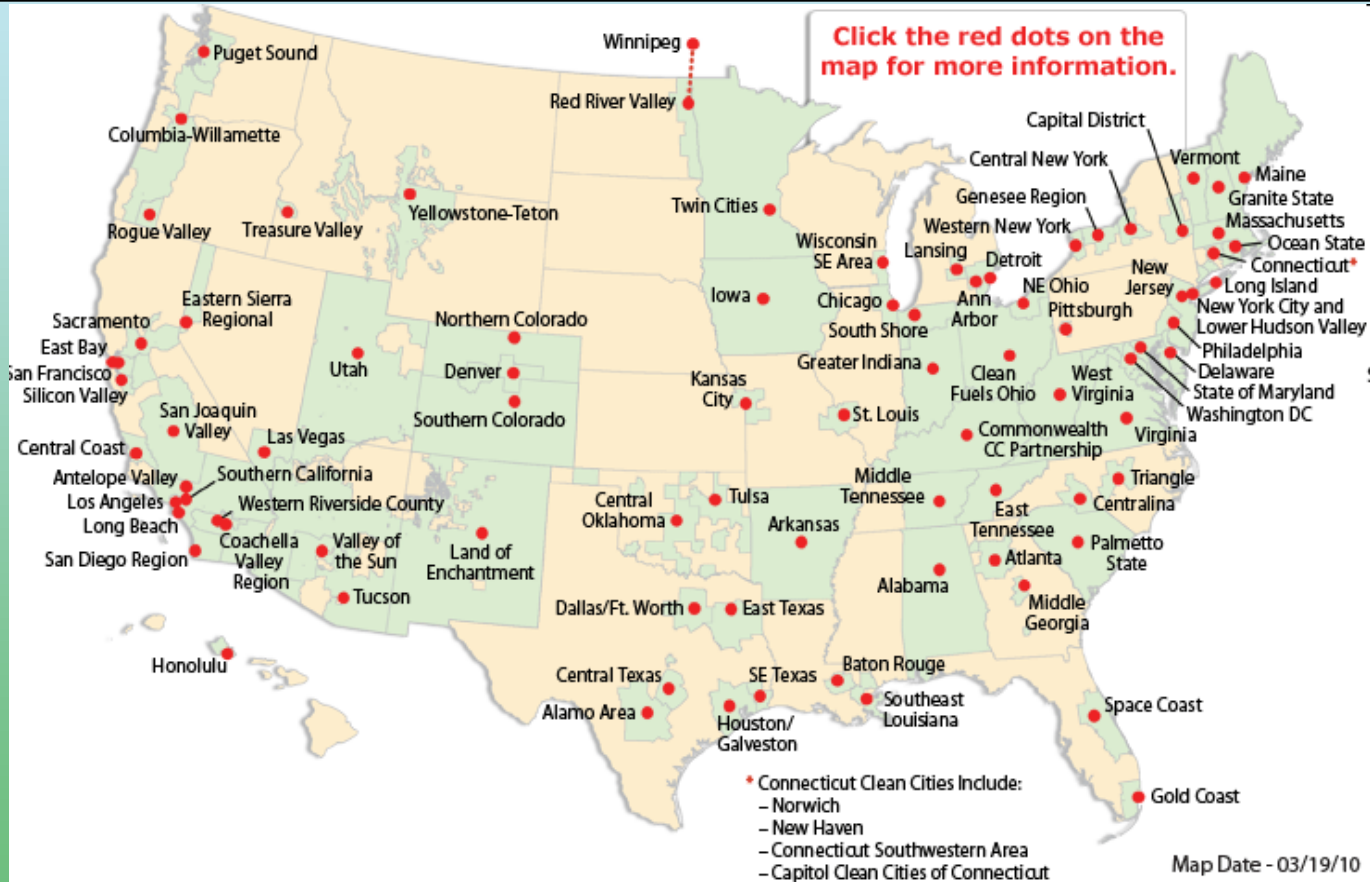 Click the red dots on the
map for more information.
Puget Sound
Winnipeg
Red River Valley
Columbia-Willamette
Capital District
Central New York
Vermont
Maine
Genesee Region
Granite State
Yellowstone-Teton
Twin Cities
Western New York
Massachusetts
Rogue Valley
Treasure Valley
Wisconsin
SE Area
Lansing
Ocean State
Detroit
Connecticut*
Iowa
Chicago
Ann
Arbor
NE Ohio
New
Jersey
Long Island
Eastern Sierra
Regional
Pittsburgh
New York City and
Lower Hudson Valley
Sacramento
Northern Colorado
South Shore
East Bay
Utah
Denver
Greater Indiana
Philadelphia
San Francisco
Kansas
City
Clean
Fuels Ohio
West
Virginia
Delaware
Silicon Valley
State of Maryland
San Joaquin
Valley
Southern Colorado
St. Louis
Washington DC
Central Coast
Las Vegas
Commonwealth
CC Partnership
Virginia
Antelope Valley
Southern California
Middle
Tennessee
Triangle
Los Angeles
Western Riverside County
Central
Oklahoma
Tulsa
Centralina
Long Beach
Arkansas
East
Tennessee
San Diego Region
Coachella
Valley
Region
Valley of
the Sun
Land of
Enchantment
Palmetto
State
Atlanta
Alabama
Tucson
Dallas/Ft. Worth
East Texas
Middle
Georgia
Honolulu
Central Texas
SE Texas
Baton Rouge
Alamo Area
Houston/
Galveston
Southeast
Louisiana
Space Coast
* Connecticut Clean Cities Include:
– Norwich
– New Haven
– Connecticut Southwestern Area
– Capitol Clean Cities of Connecticut
Gold Coast
Map Date - 03/19/10